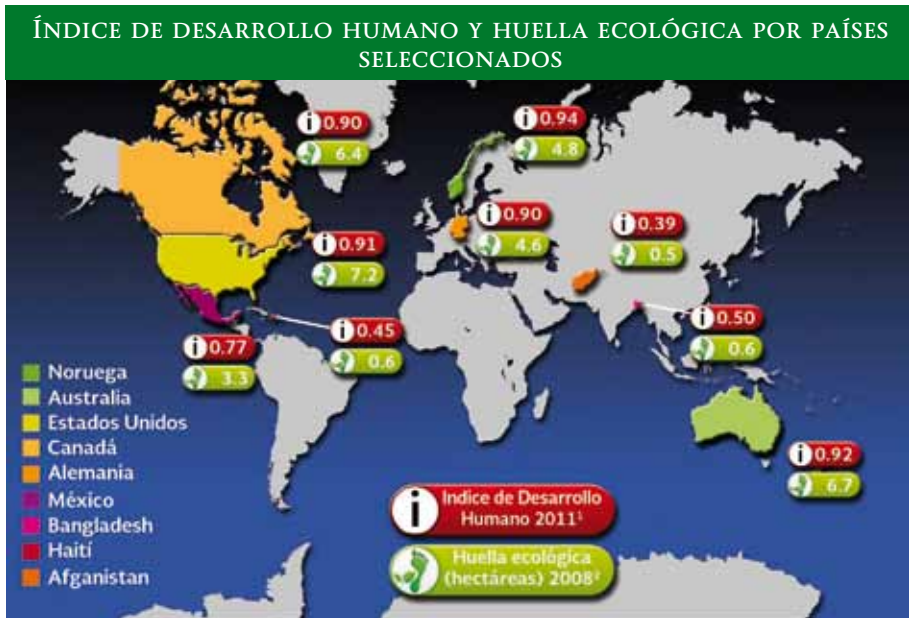 ÍNDICE DE DESARROLLO HUMANO Y HUELLA ECOLÓGICA POR PAÍSES
SELECCIONADOS
i 0.90
6.4
i 0.94
4.8
i 0.90
4.6
i 0.39
0.5
i 0.91
7.2
i 0.45
0.6
i 0.50
0.6
i 0.77
3.3
i 0.92
6.7
Noruega
Australia
Estados Unidos
Canadá
Alemania
México
Bangladesh
Haití
Afganistan
i Indice de Desarrollo
Humano 2011¹
Huella ecológica
(hectáreas) 2008²